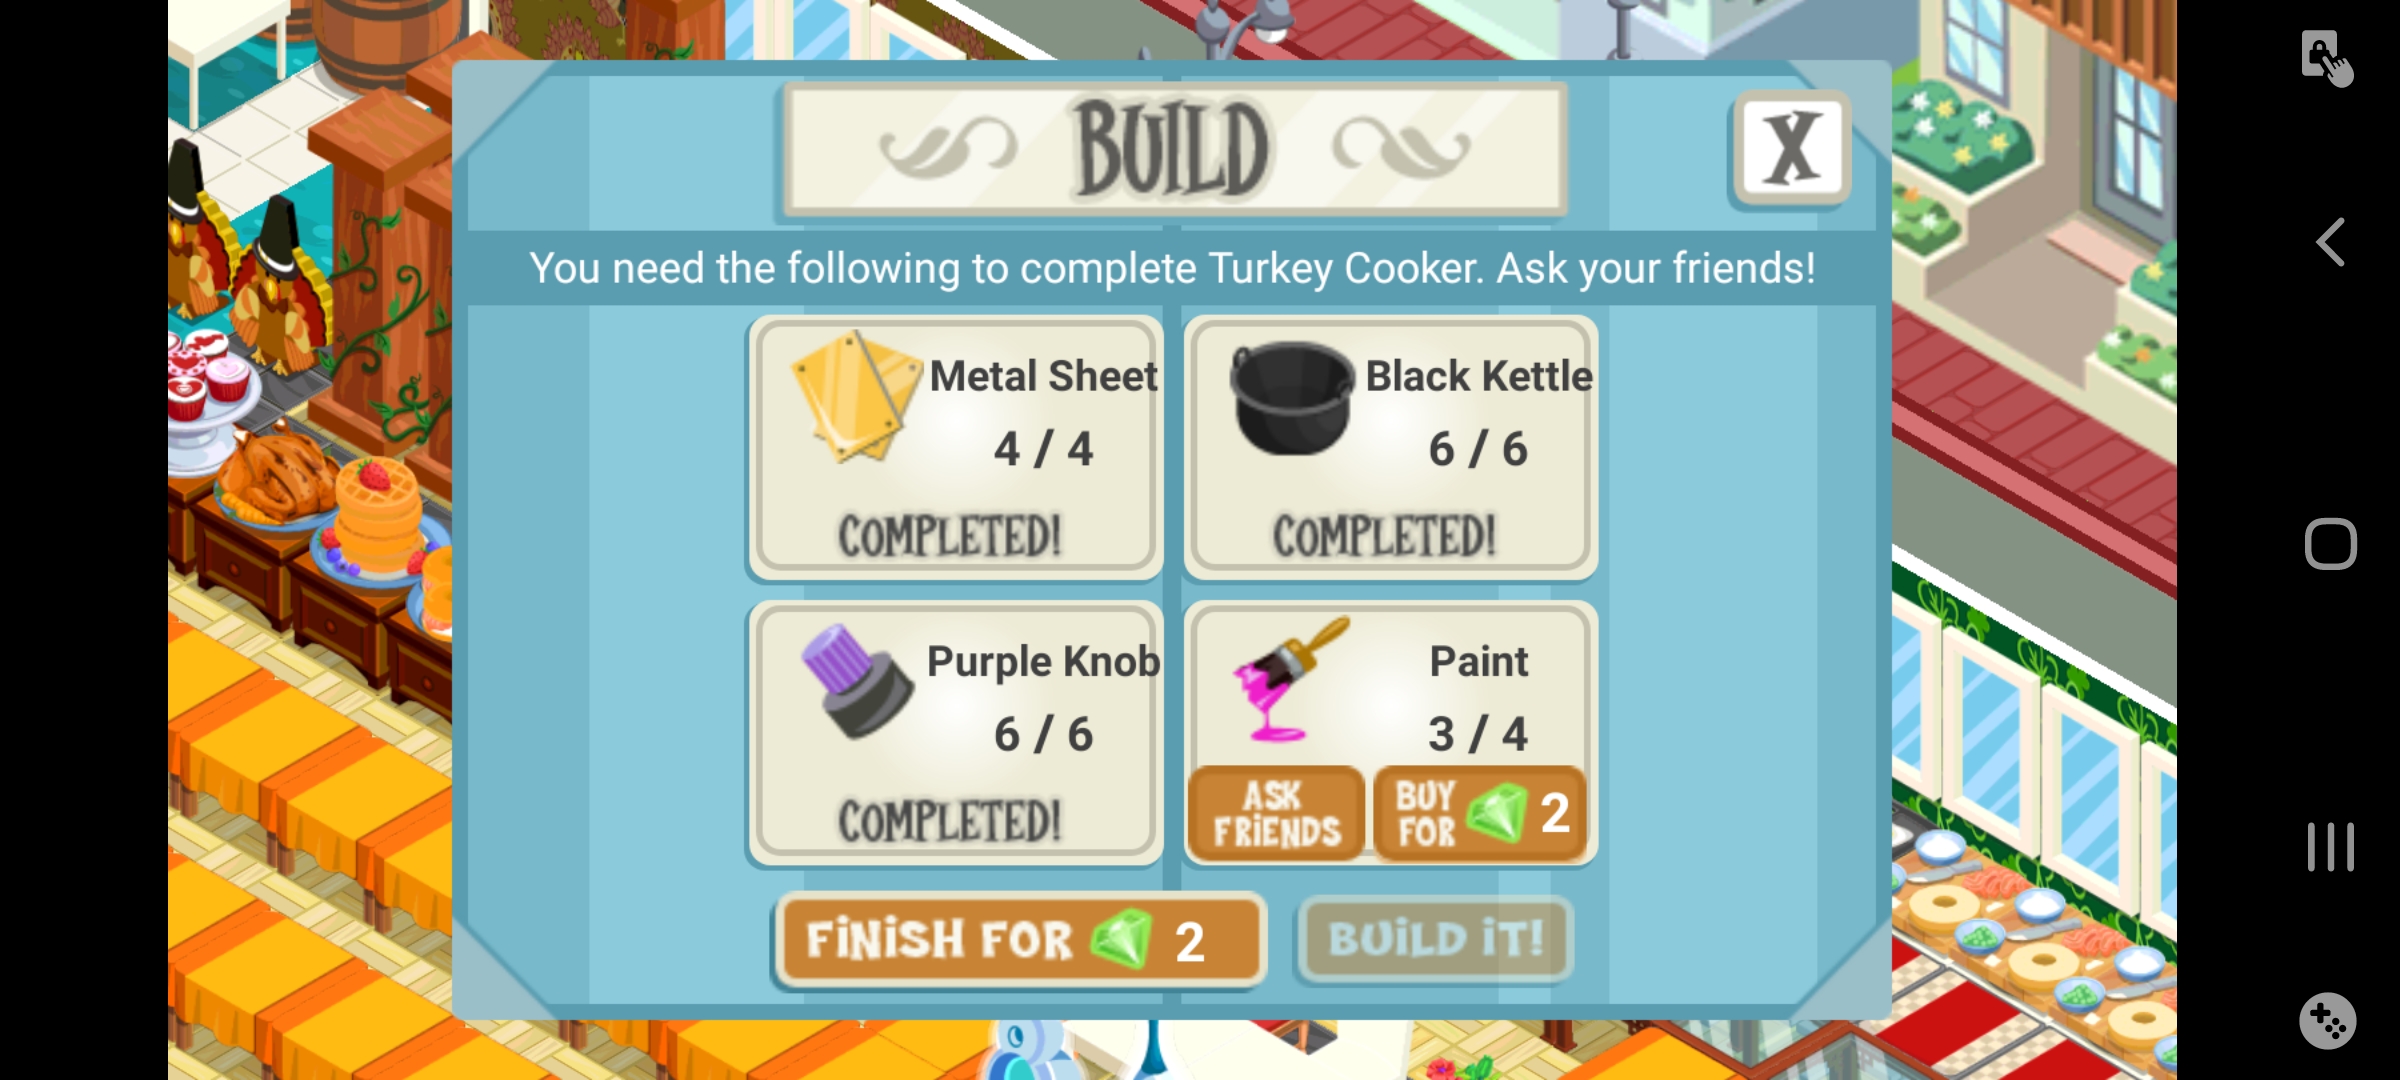 BUILD
X
You need the following to complete Turkey Cooker. Ask your friends!
Metal Sheet
4 / 4
COMPLETED!
Black Kettle
6 / 6
COMPLETED!
Purple Knob
6 / 6
COMPLETED!
Paint
3 / 4
ASK
FRiENDS
BUY
FOR
2
FiNiSH FOR 2
BUiLD iT!